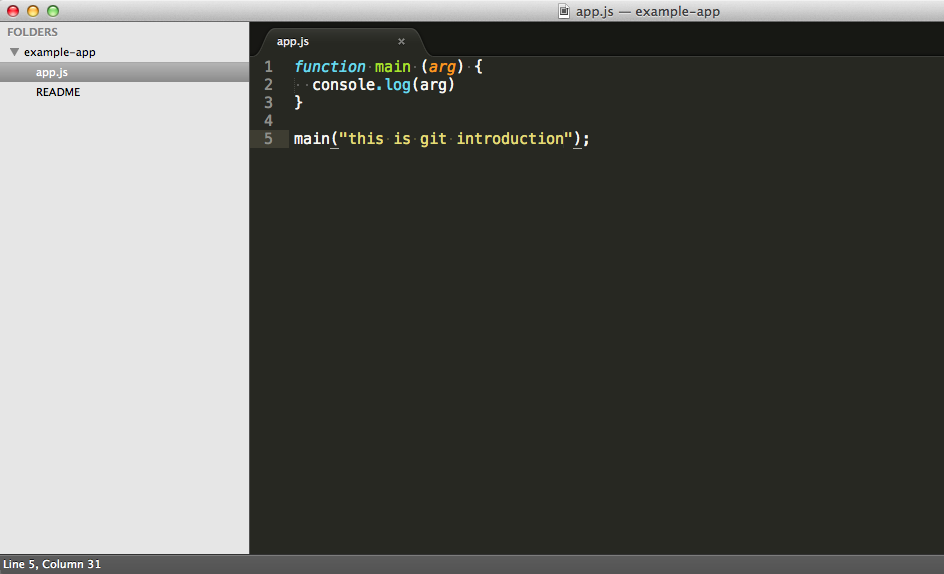 app.js — example-app
FOLDERS
example-app
app.js
README
app.js ×
1 function main (arg) {
2   console.log(arg)
3 }
4
5 main("this is git introduction");
Line 5, Column 31